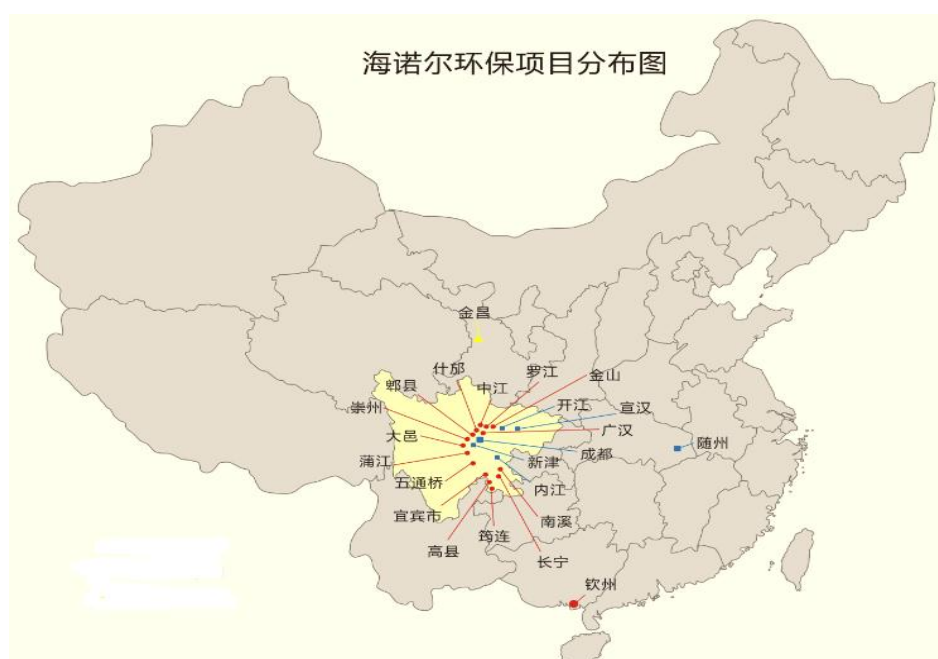 海诺尔环保项目分布图
金昌
什邡
中江
罗江
金山
郫县
崇州
开江
宣汉
大邑
广汉
随州
蒲江
新津
成都
五通桥
内江
宜宾市
南溪
高县
筠连
长宁
钦州